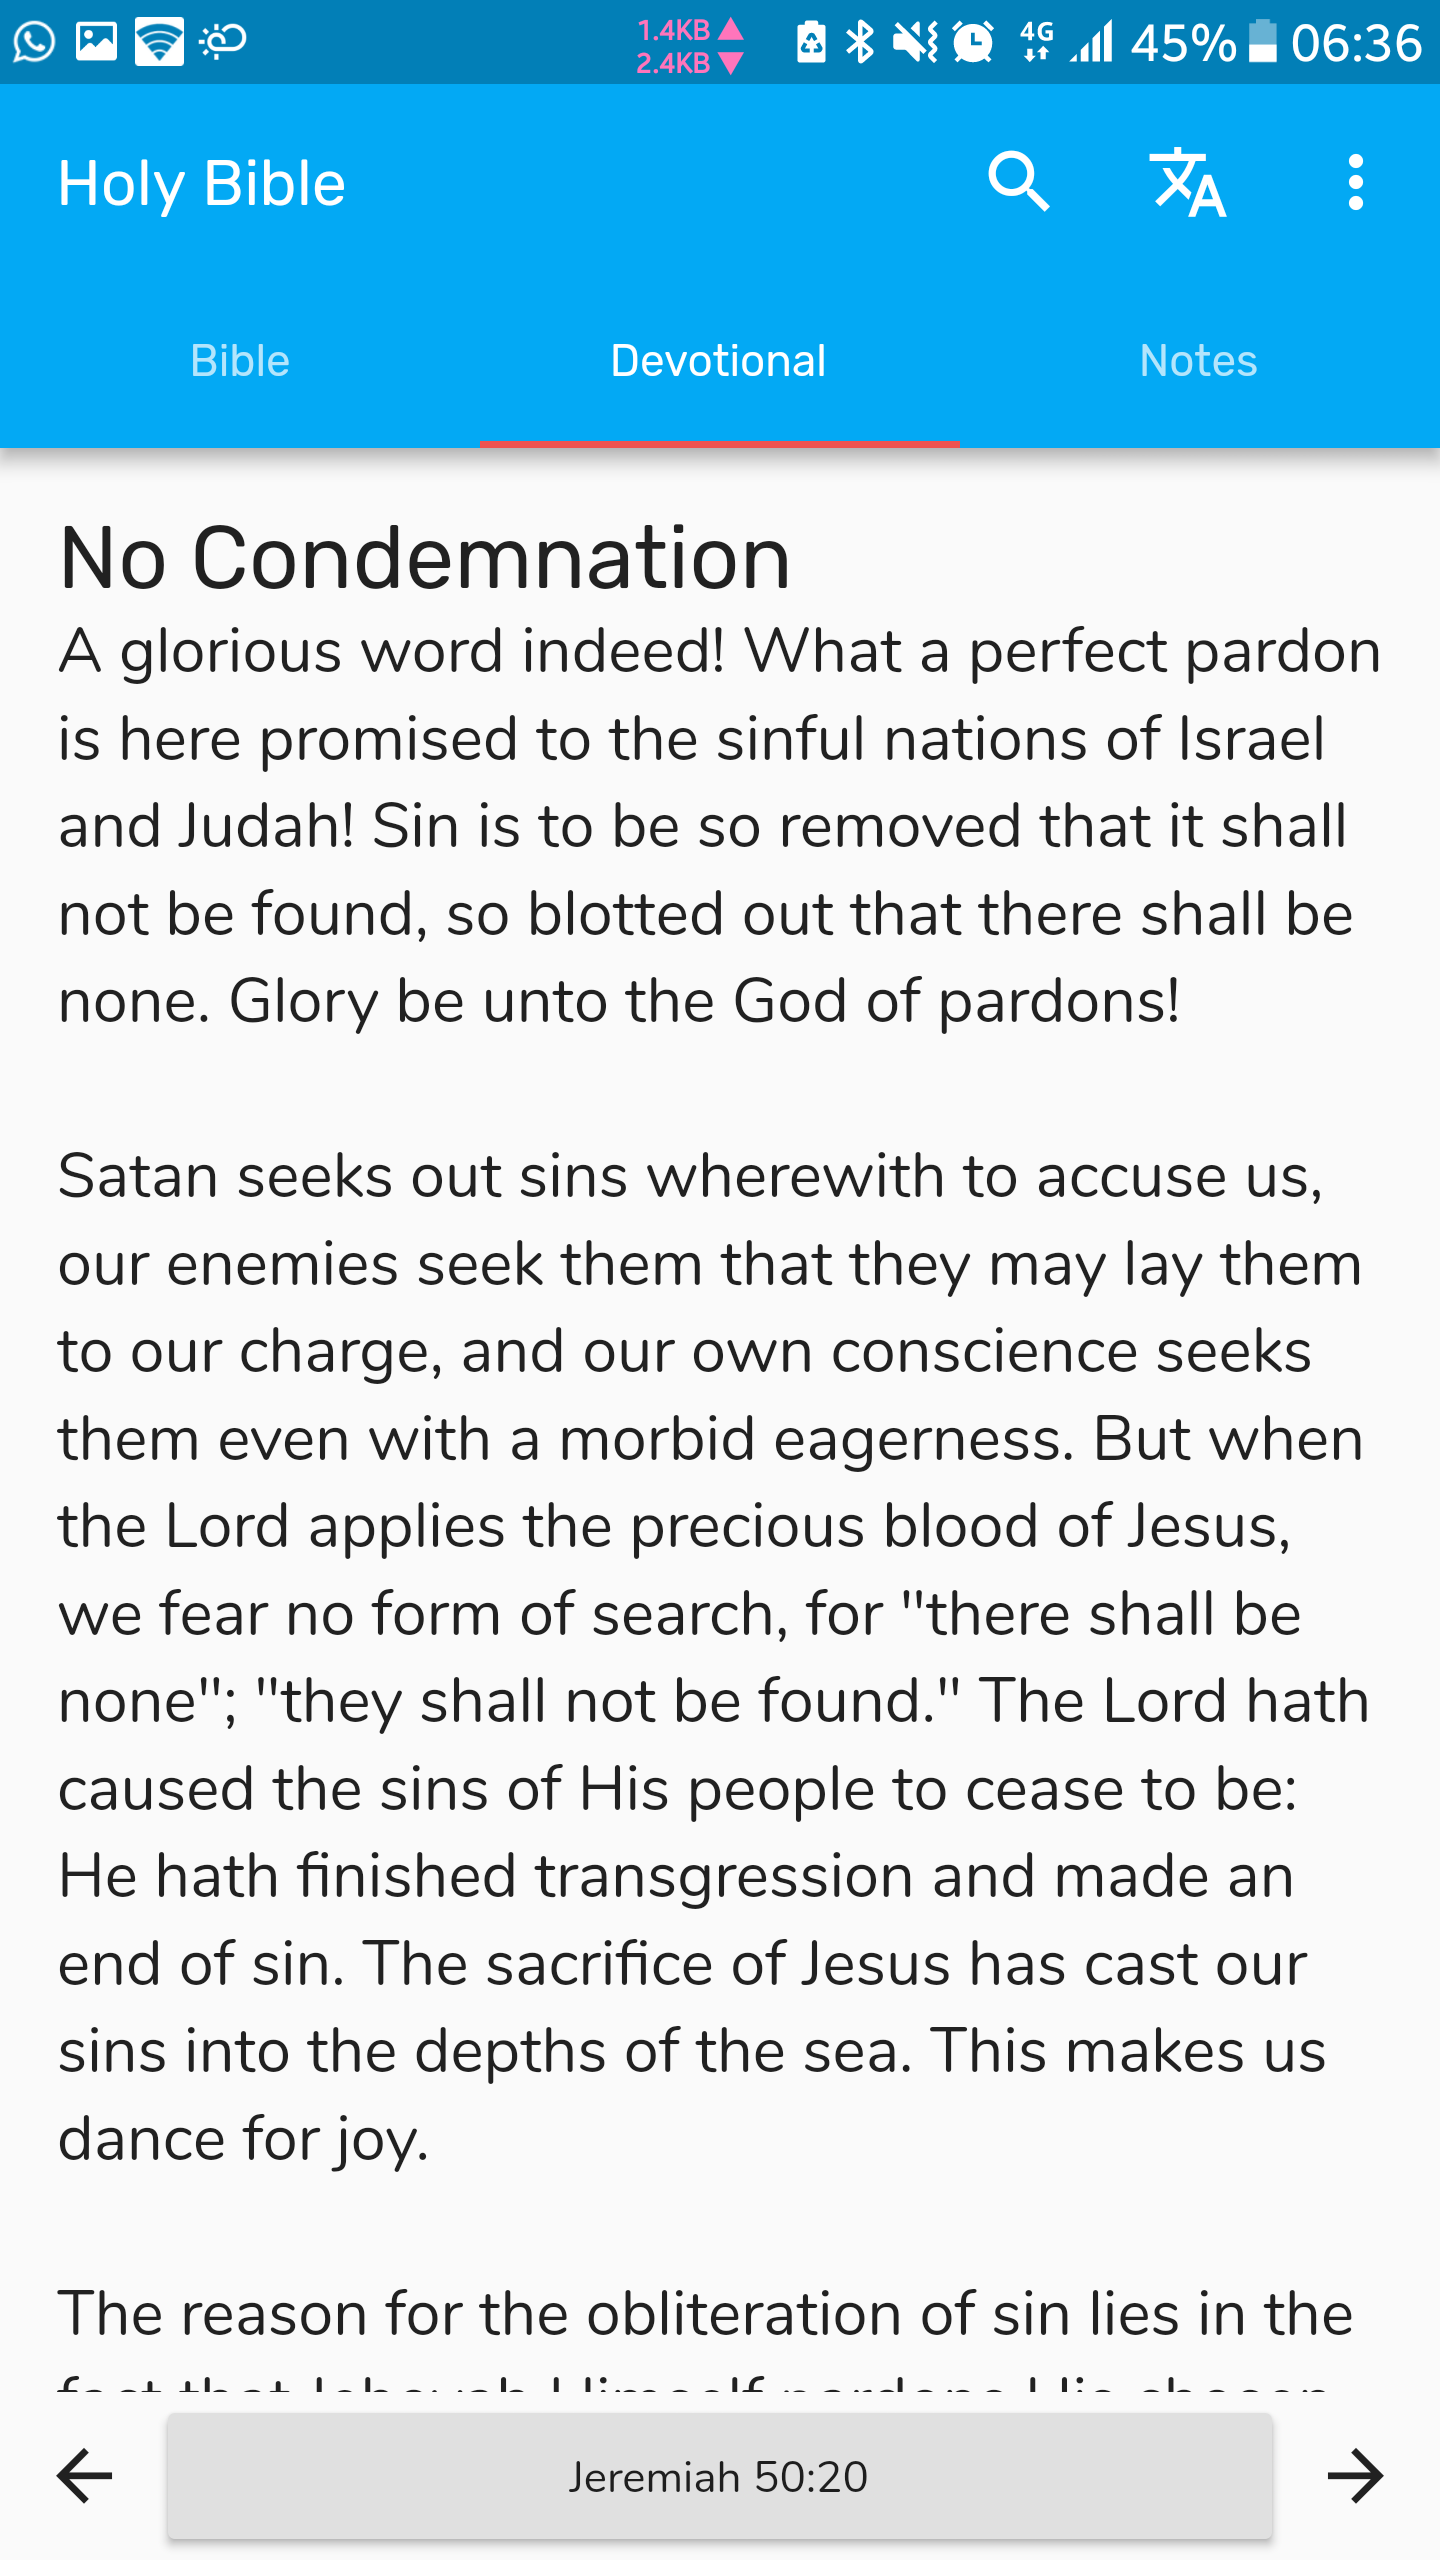 1.4KB
2.4KB
4G
45%
06:36
Holy Bible
Bible
Devotional
Notes
No Condemnation
A glorious word indeed! What a perfect pardon
is here promised to the sinful nations of Israel
and Judah! Sin is to be so removed that it shall
not be found, so blotted out that there shall be
none. Glory be unto the God of pardons!
Satan seeks out sins wherewith to accuse us,
our enemies seek them that they may lay them
to our charge, and our own conscience seeks
them even with a morbid eagerness. But when
the Lord applies the precious blood of Jesus,
we fear no form of search, for "there shall be
none"; "they shall not be found." The Lord hath
caused the sins of His people to cease to be:
He hath finished transgression and made an
end of sin. The sacrifice of Jesus has cast our
sins into the depths of the sea. This makes us
dance for joy.
The reason for the obliteration of sin lies in the
fact that Jehovah Himself pardons His chosen
Jeremiah 50:20